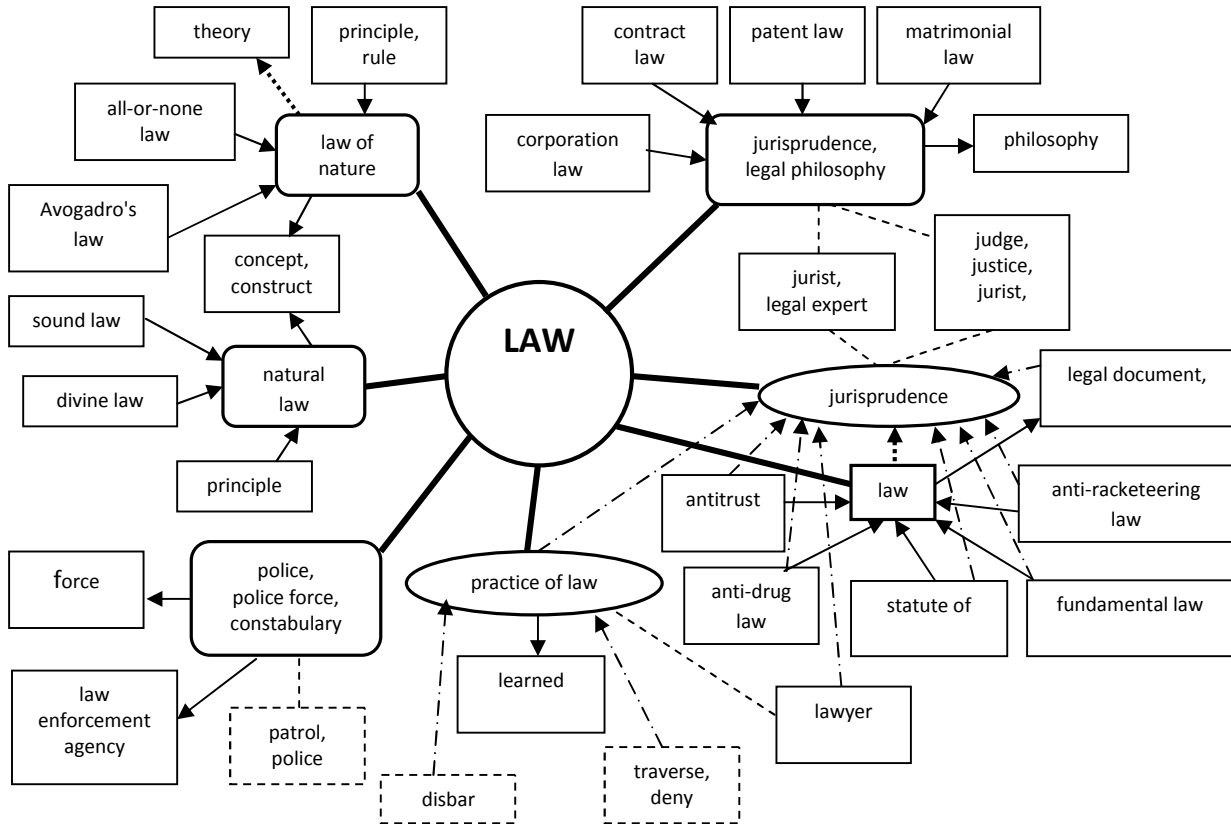 theory
principle,
rule
contract
law
patent law
matrimonial
law
all-or-none
law
law of
nature
corporation
law
jurisprudence,
legal philosophy
philosophy
Avogadro's
law
concept,
construct
jurist,
legal expert
judge,
justice,
jurist,
sound law
LAW
natural
law
divine law
jurisprudence
legal document,
principle
antitrust
law
anti-racketeering
law
force
police,
police force,
constabulary
practice of law
anti-drug
law
statute of
fundamental law
law
enforcement
agency
patrol,
police
learned
lawyer
disbar
traverse,
deny